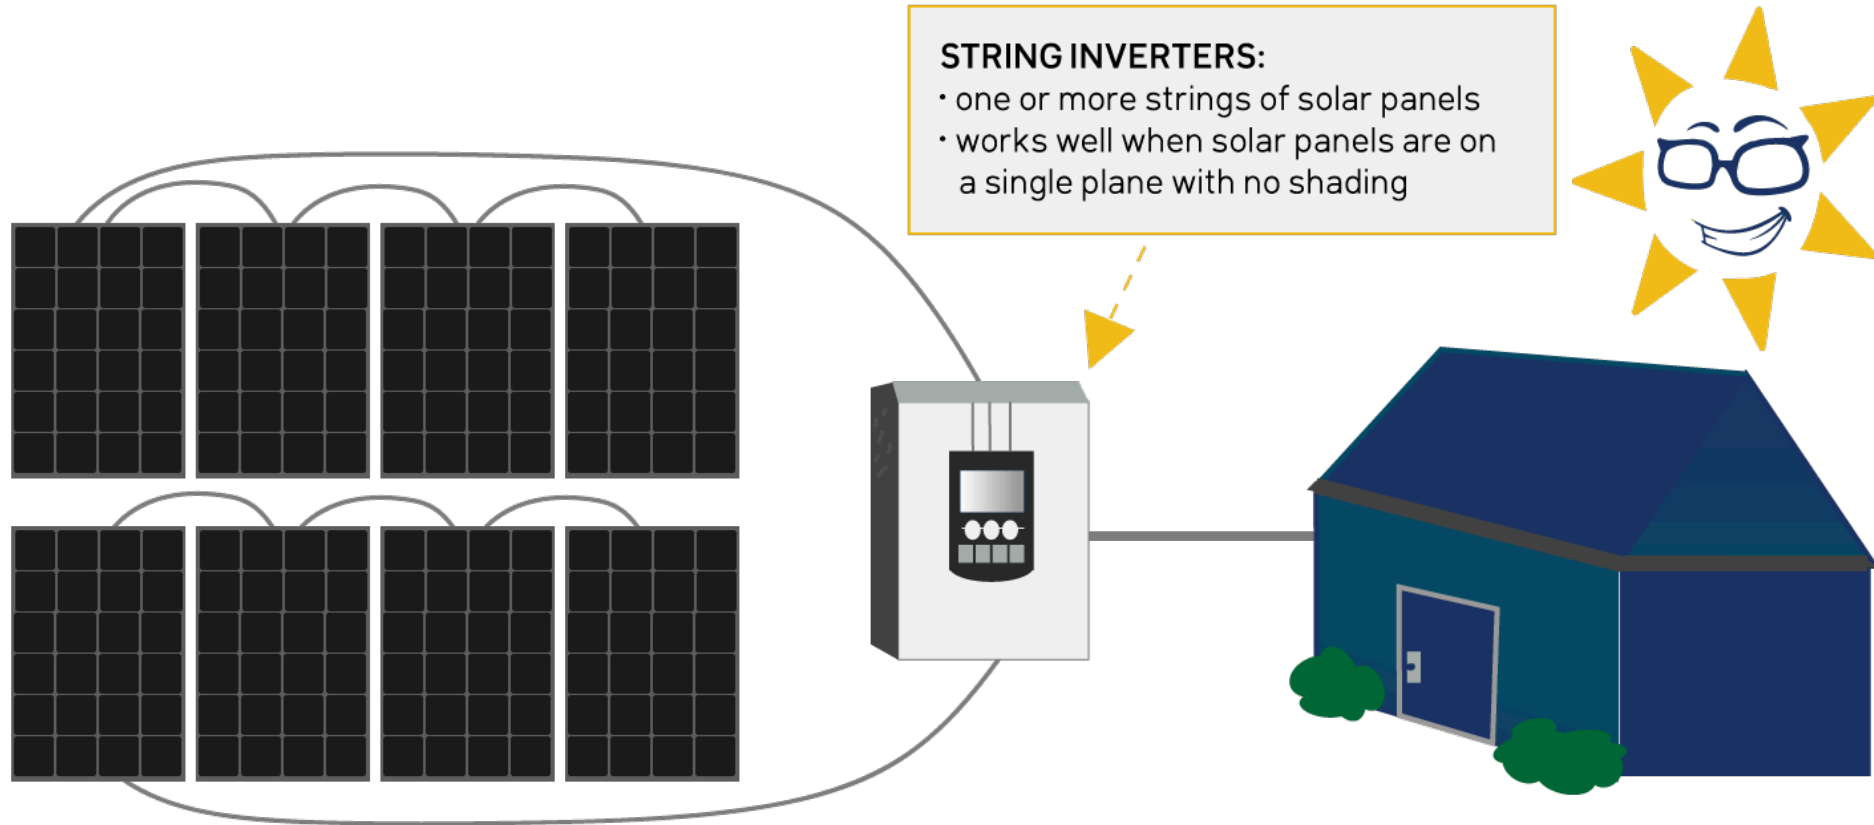 STRING INVERTERS:
· one or more strings of solar panels
· works well when solar panels are on
a single plane with no shading